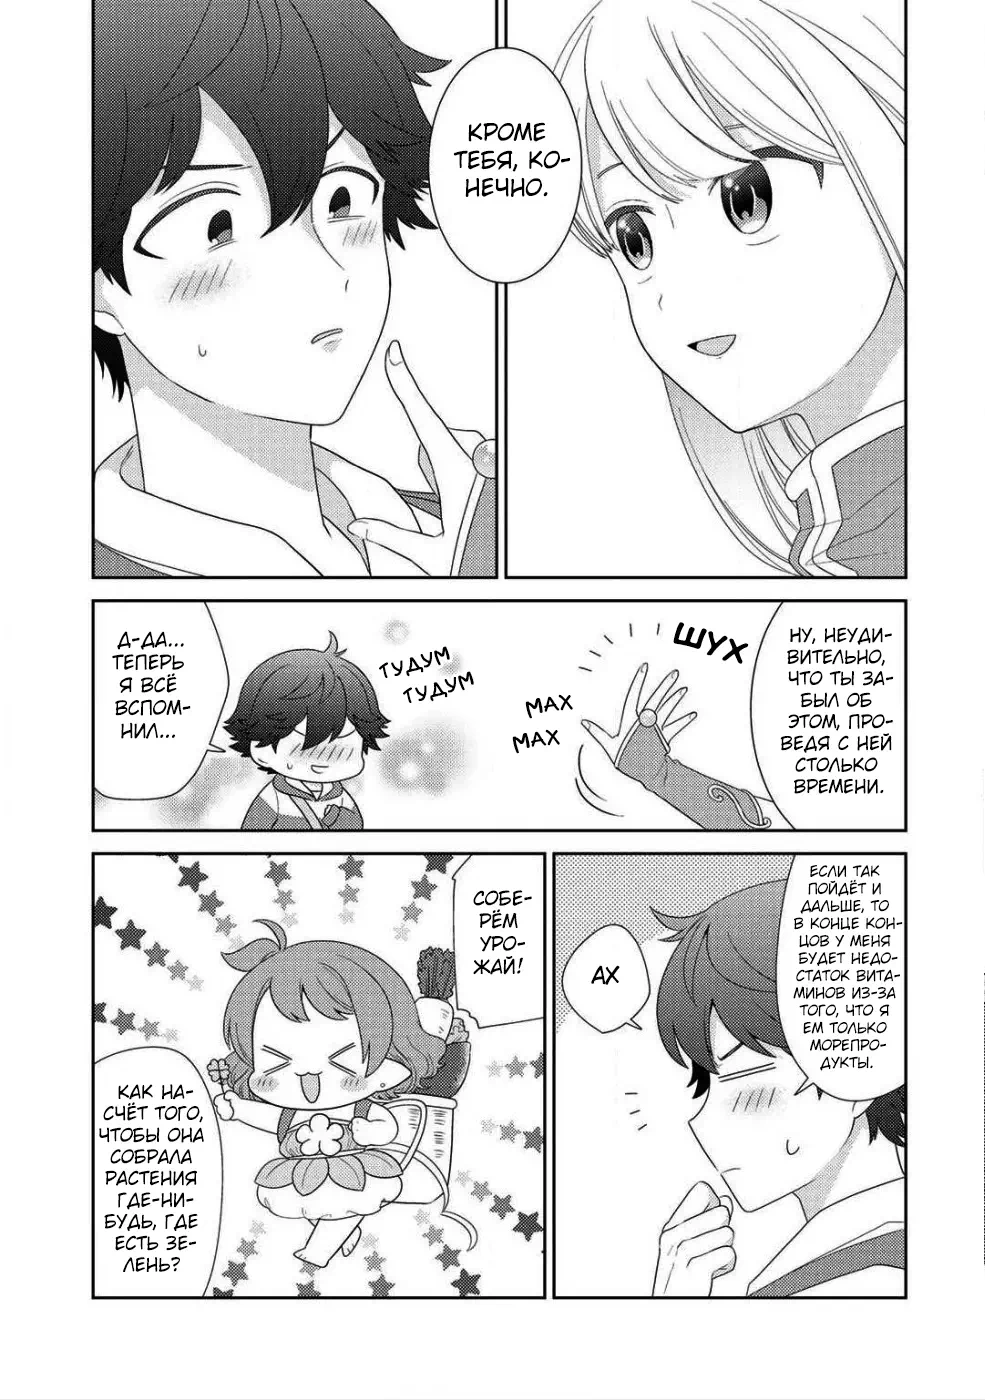 КРОМЕ
ТЕБЯ, КО-
НЕЧНО.
НУ, НЕУДИ-
ВИТЕЛЬНО,
ЧТО ТЫ ЗА-
БЫЛ ОБ
ЭТОМ, ПРО-
ВЕДЯ С НЕЙ
СТОЛЬКО
ВРЕМЕНИ.
ШУХ
МАХ
МАХ
ТУДУМ
ТУДУМ
Д-ДА...
ТЕПЕРЬ
Я ВСЁ
ВСПОМ-
НИЛ...
ЕСЛИ ТАК
ПОЙДЁТ И
ДАЛЬШЕ, ТО
В КОНЦЕ КОН-
ЦОВ У МЕНЯ
БУДЕТ НЕДО-
СТАТОК ВИТА-
МИНОВ ИЗ-ЗА
ТОГО, ЧТО Я
ЕМ ТОЛЬКО
МОРЕПРО-
ДУКТЫ.
АХ
СОБЕ-
РЁМ
УРО-
ЖАЙ!
КАК НА-
СЧЁТ ТОГО,
ЧТОБЫ ОНА
СОБРАЛА
РАСТЕНИЯ
ГДЕ-НИ-
БУДЬ, ГДЕ
ЕСТЬ ЗЕ-
ЛЕНЬ?